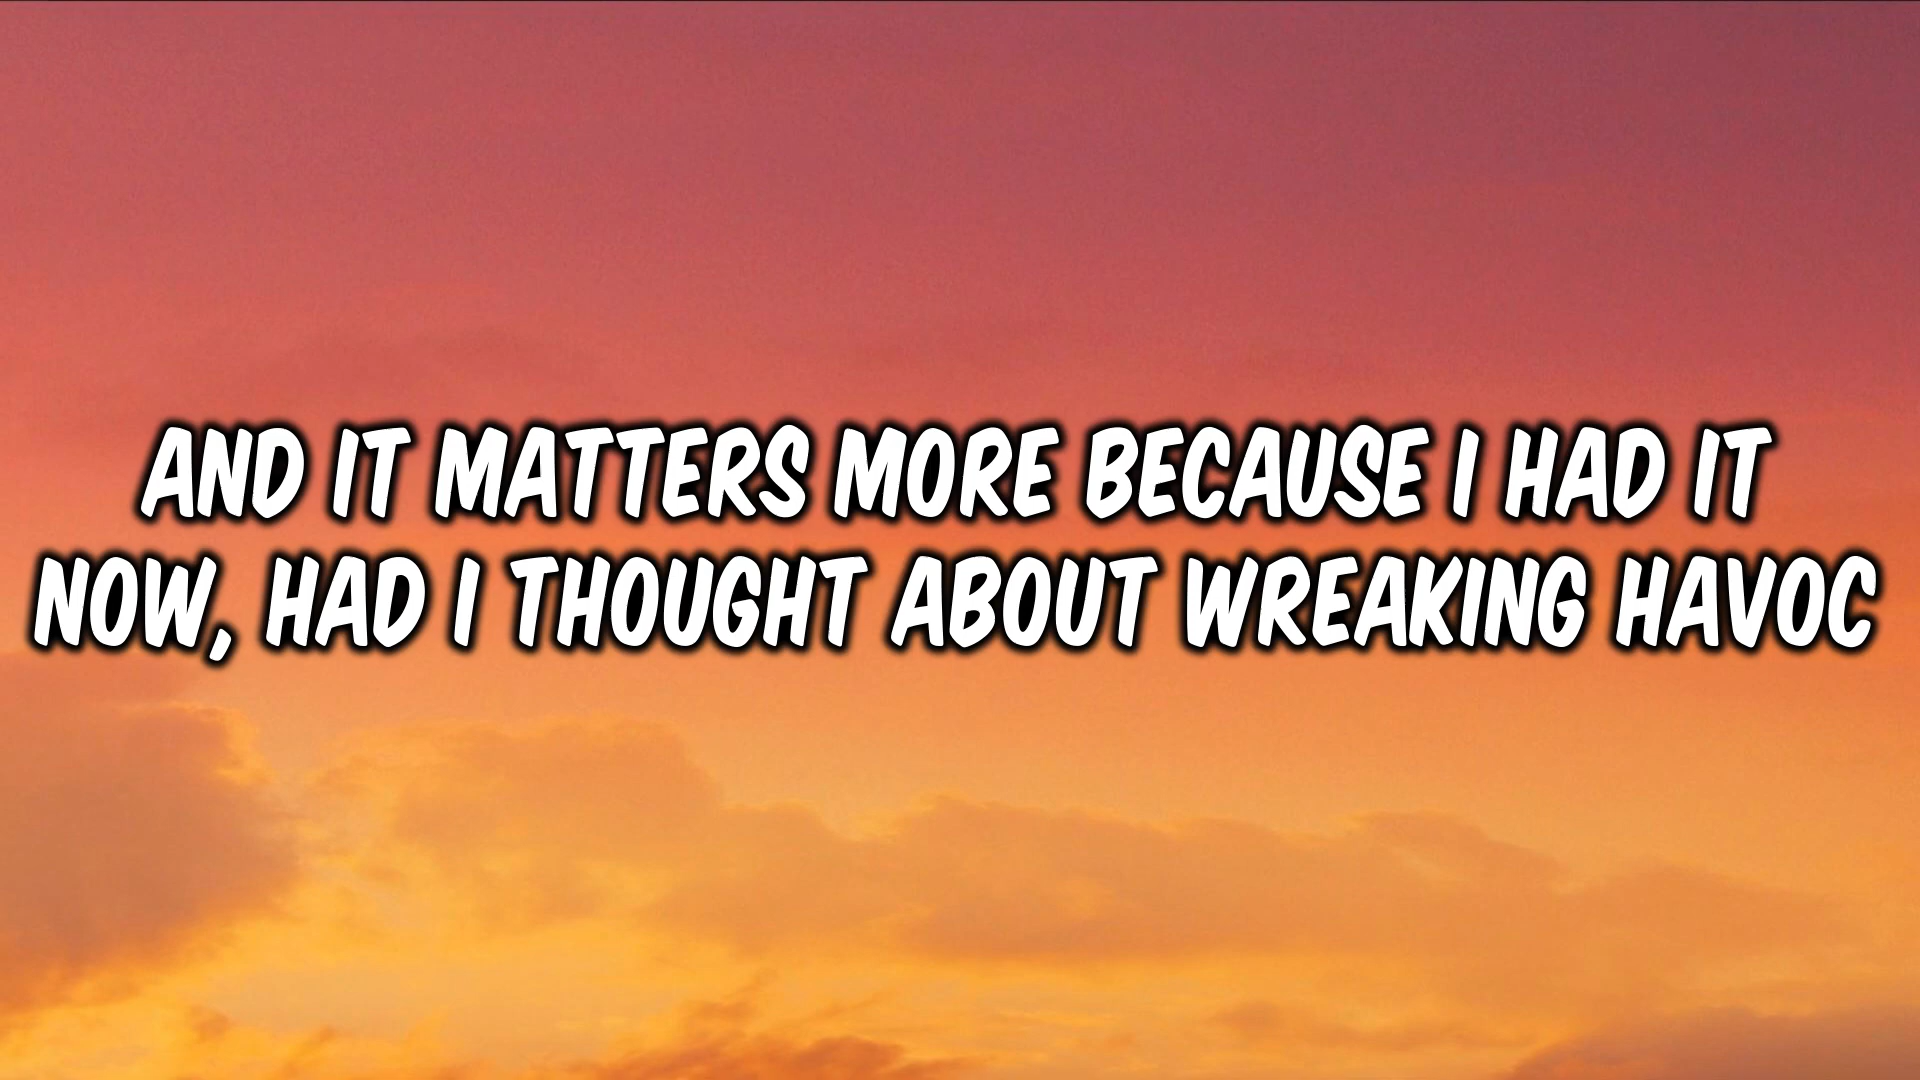 AND IT MATTERS MORE BECAUSE I HAD IT
NOW, HAD I THOUGHT ABOUT WREAKING HAVOC